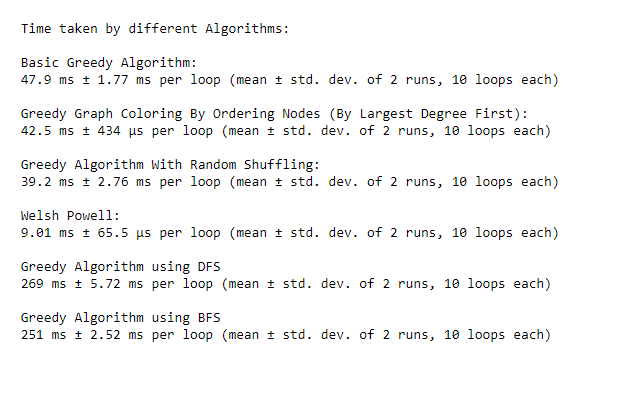 Time taken by different Algorithms:
Basic Greedy Algorithm:
47.9 ms ± 1.77 ms per loop (mean ± std. dev. of 2 runs, 10 loops each)
Greedy Graph Coloring By Ordering Nodes (By Largest Degree First):
42.5 ms ± 434 µs per loop (mean ± std. dev. of 2 runs, 10 loops each)
Greedy Algorithm With Random Shuffling:
39.2 ms ± 2.76 ms per loop (mean ± std. dev. of 2 runs, 10 loops each)
Welsh Powell:
9.01 ms ± 65.5 µs per loop (mean ± std. dev. of 2 runs, 10 loops each)
Greedy Algorithm using DFS
269 ms ± 5.72 ms per loop (mean ± std. dev. of 2 runs, 10 loops each)
Greedy Algorithm using BFS
251 ms ± 2.52 ms per loop (mean ± std. dev. of 2 runs, 10 loops each)